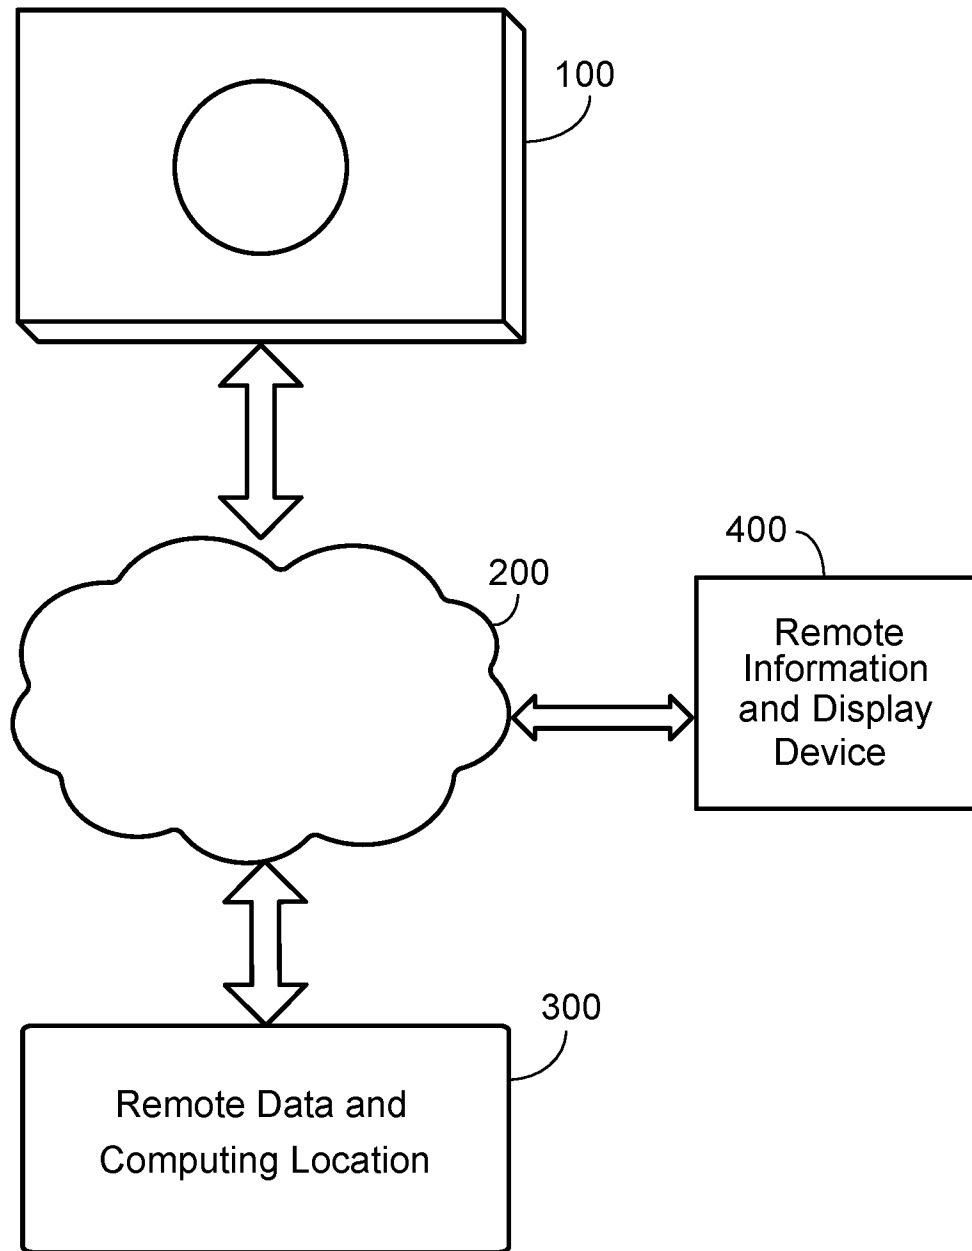 100
200
400
Remote
Information
and Display
Device
300
Remote Data and
Computing Location